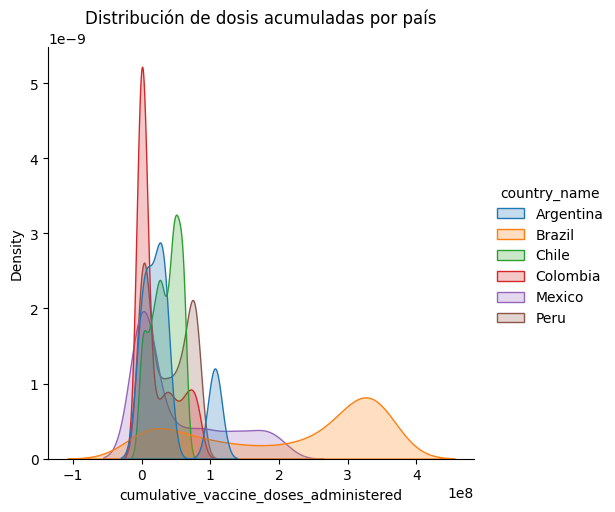 Distribución de dosis acumuladas por país
1e−9
5
4
3
2
1
0
Density
−1
0
1
2
3
4
1e8
cumulative_vaccine_doses_administered
country_name
Argentina
Brazil
Chile
Colombia
Mexico
Peru